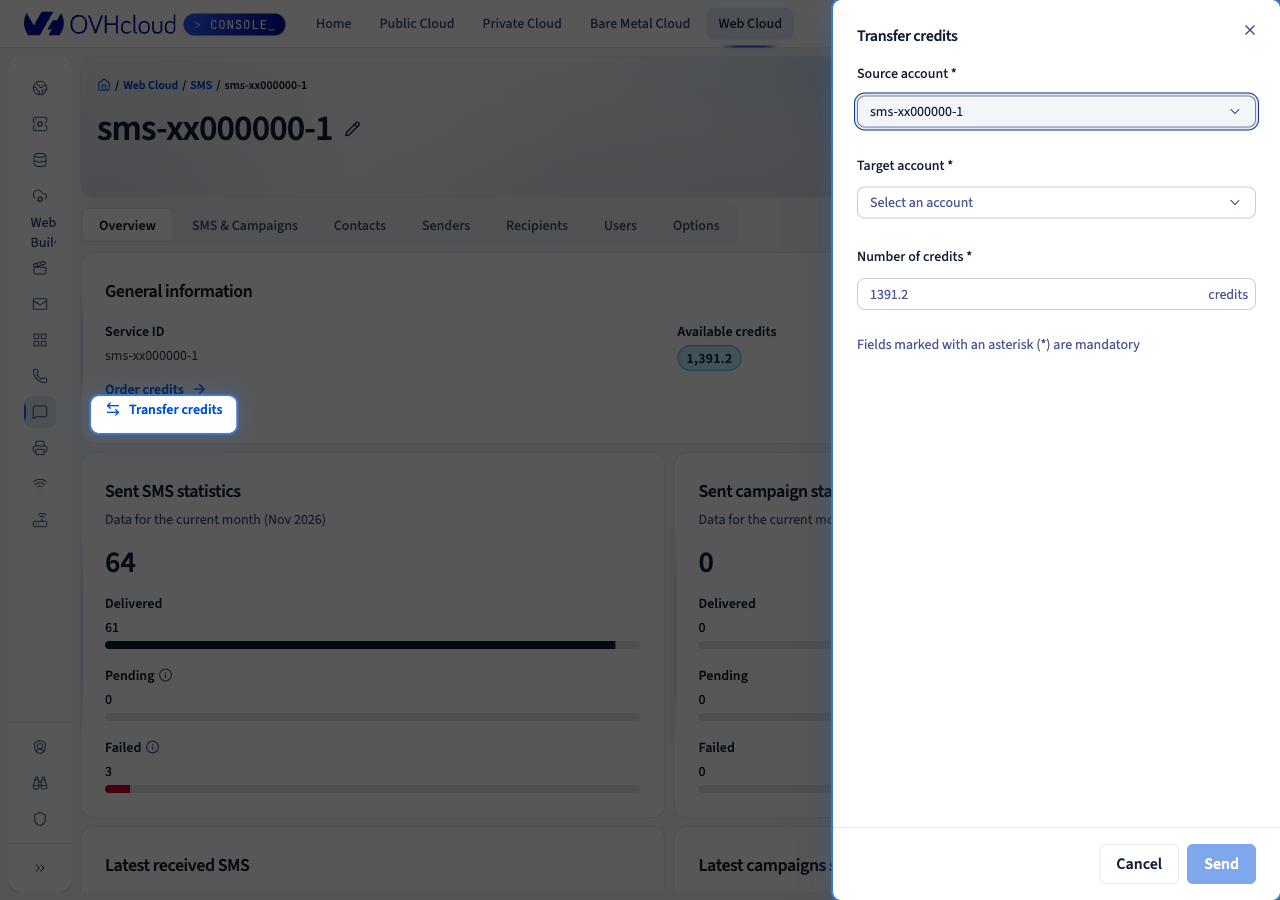 OVHcloud > CONSOLE_
Home Public Cloud Private Cloud Bare Metal Cloud Web Cloud
/ Web Cloud / SMS / sms-xx000000-1
sms-xx000000-1
Web
Buil
Overview SMS & Campaigns Contacts Senders Recipients Users Options
General information
Service ID
sms-xx000000-1
Order credits
Transfer credits
Available credits
1,391.2
Sent SMS statistics
Data for the current month (Nov 2026)
64
Delivered
61
Pending
0
Failed
3
Sent campaign sta
Data for the current mo
0
Delivered
0
Pending
0
Failed
0
Latest received SMS
Latest campaigns s
Transfer credits
Source account *
sms-xx000000-1
Target account *
Select an account
Number of credits *
1391.2 credits
Fields marked with an asterisk (*) are mandatory
Cancel Send